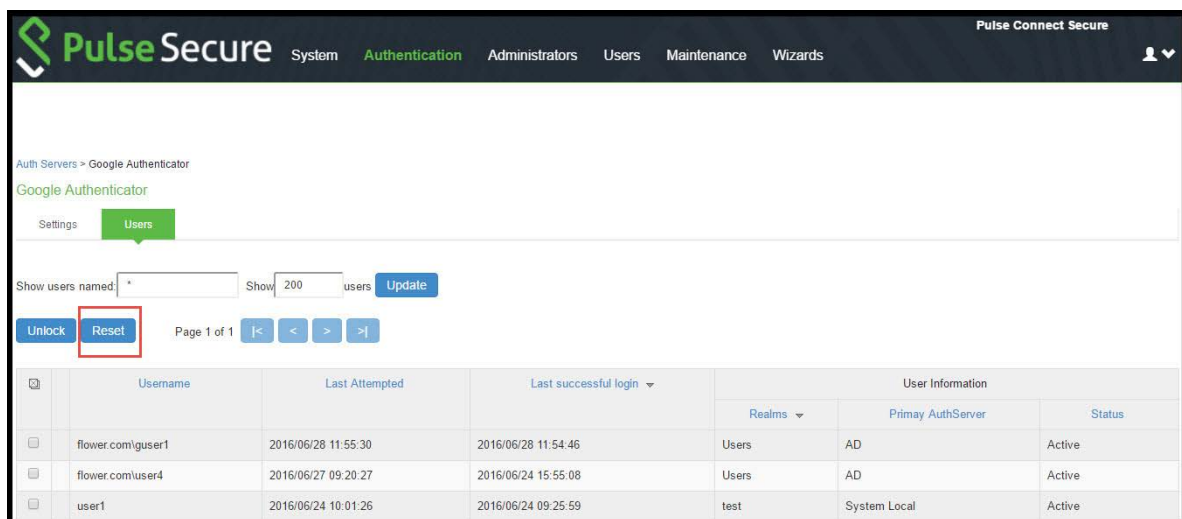 Pulse Connect Secure
Pulse Secure System Authentication Administrators Users Maintenance Wizards
Auth Servers > Google Authenticator
Google Authenticator
Settings Users
Show users named: * Show 200 users Update
Unlock Reset Page 1 of 1 |< < > >|
Username Last Attempted Last successful login User Information
Realms Primay AuthServer Status
flower.com\guser1 2016/06/28 11:55:30 2016/06/28 11:54:46 Users AD Active
flower.com\user4 2016/06/27 09:20:27 2016/06/24 15:55:08 Users AD Active
user1 2016/06/24 10:01:26 2016/06/24 09:25:59 test System Local Active